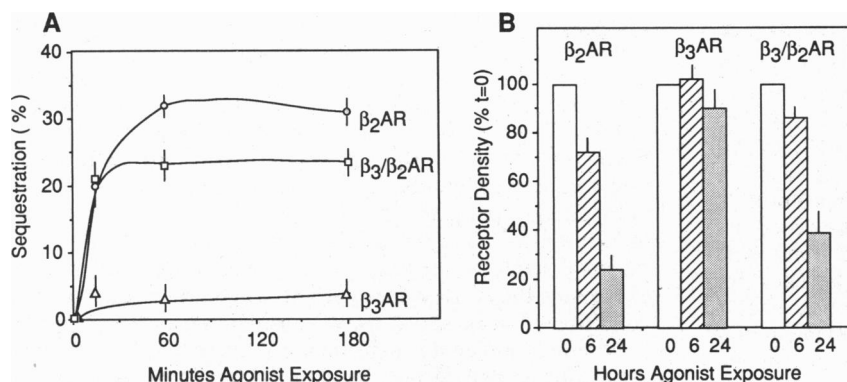 A
Sequestration ( % )
40
30
20
10
0
β₂AR
β₃/β₂AR
β₃AR
0 60 120 180
Minutes Agonist Exposure
B
Receptor Density (% t=0)
100
80
60
40
20
0
β₂AR β₃AR β₃/β₂AR
0 6 24 0 6 24 0 6 24
Hours Agonist Exposure